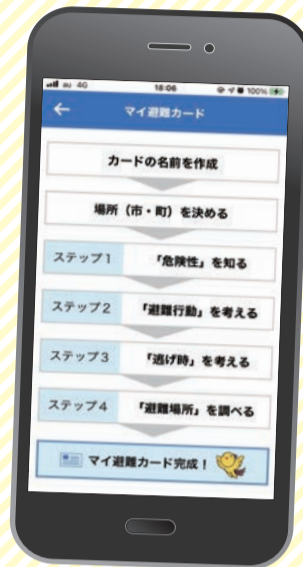 au 4G 18:06 100%
マイ避難カード
カードの名前を作成
場所（市・町）を決める
ステップ1 「危険性」を知る
ステップ2 「避難行動」を考える
ステップ3 「逃げ時」を考える
ステップ4 「避難場所」を調べる
マイ避難カード完成！